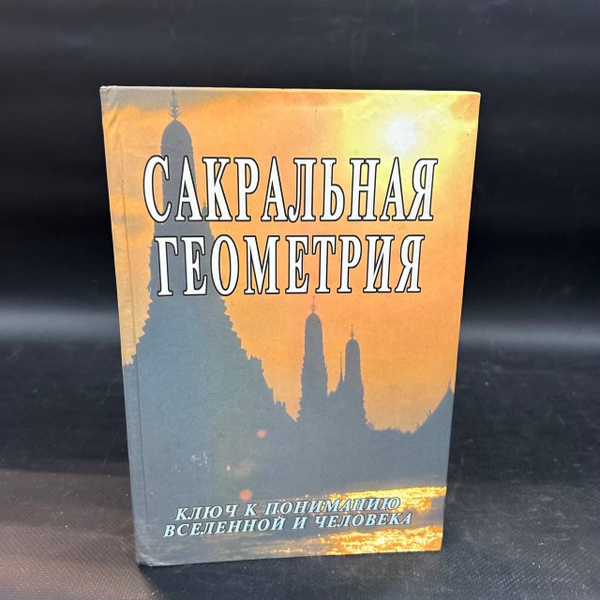 САКРАЛЬНАЯ
ГЕОМЕТРИЯ
КЛЮЧ К ПОНИМАНИЮ
ВСЕЛЕННОЙ И ЧЕЛОВЕКА